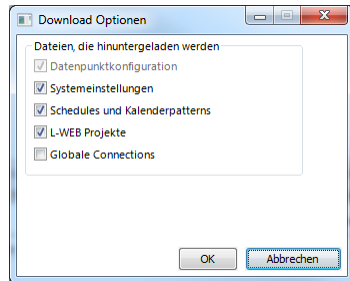 Download Optionen
Dateien, die hinuntergeladen werden
Datenpunktkonfiguration
Systemeinstellungen
Schedules und Kalenderpatterns
L-WEB Projekte
Globale Connections
OK
Abbrechen